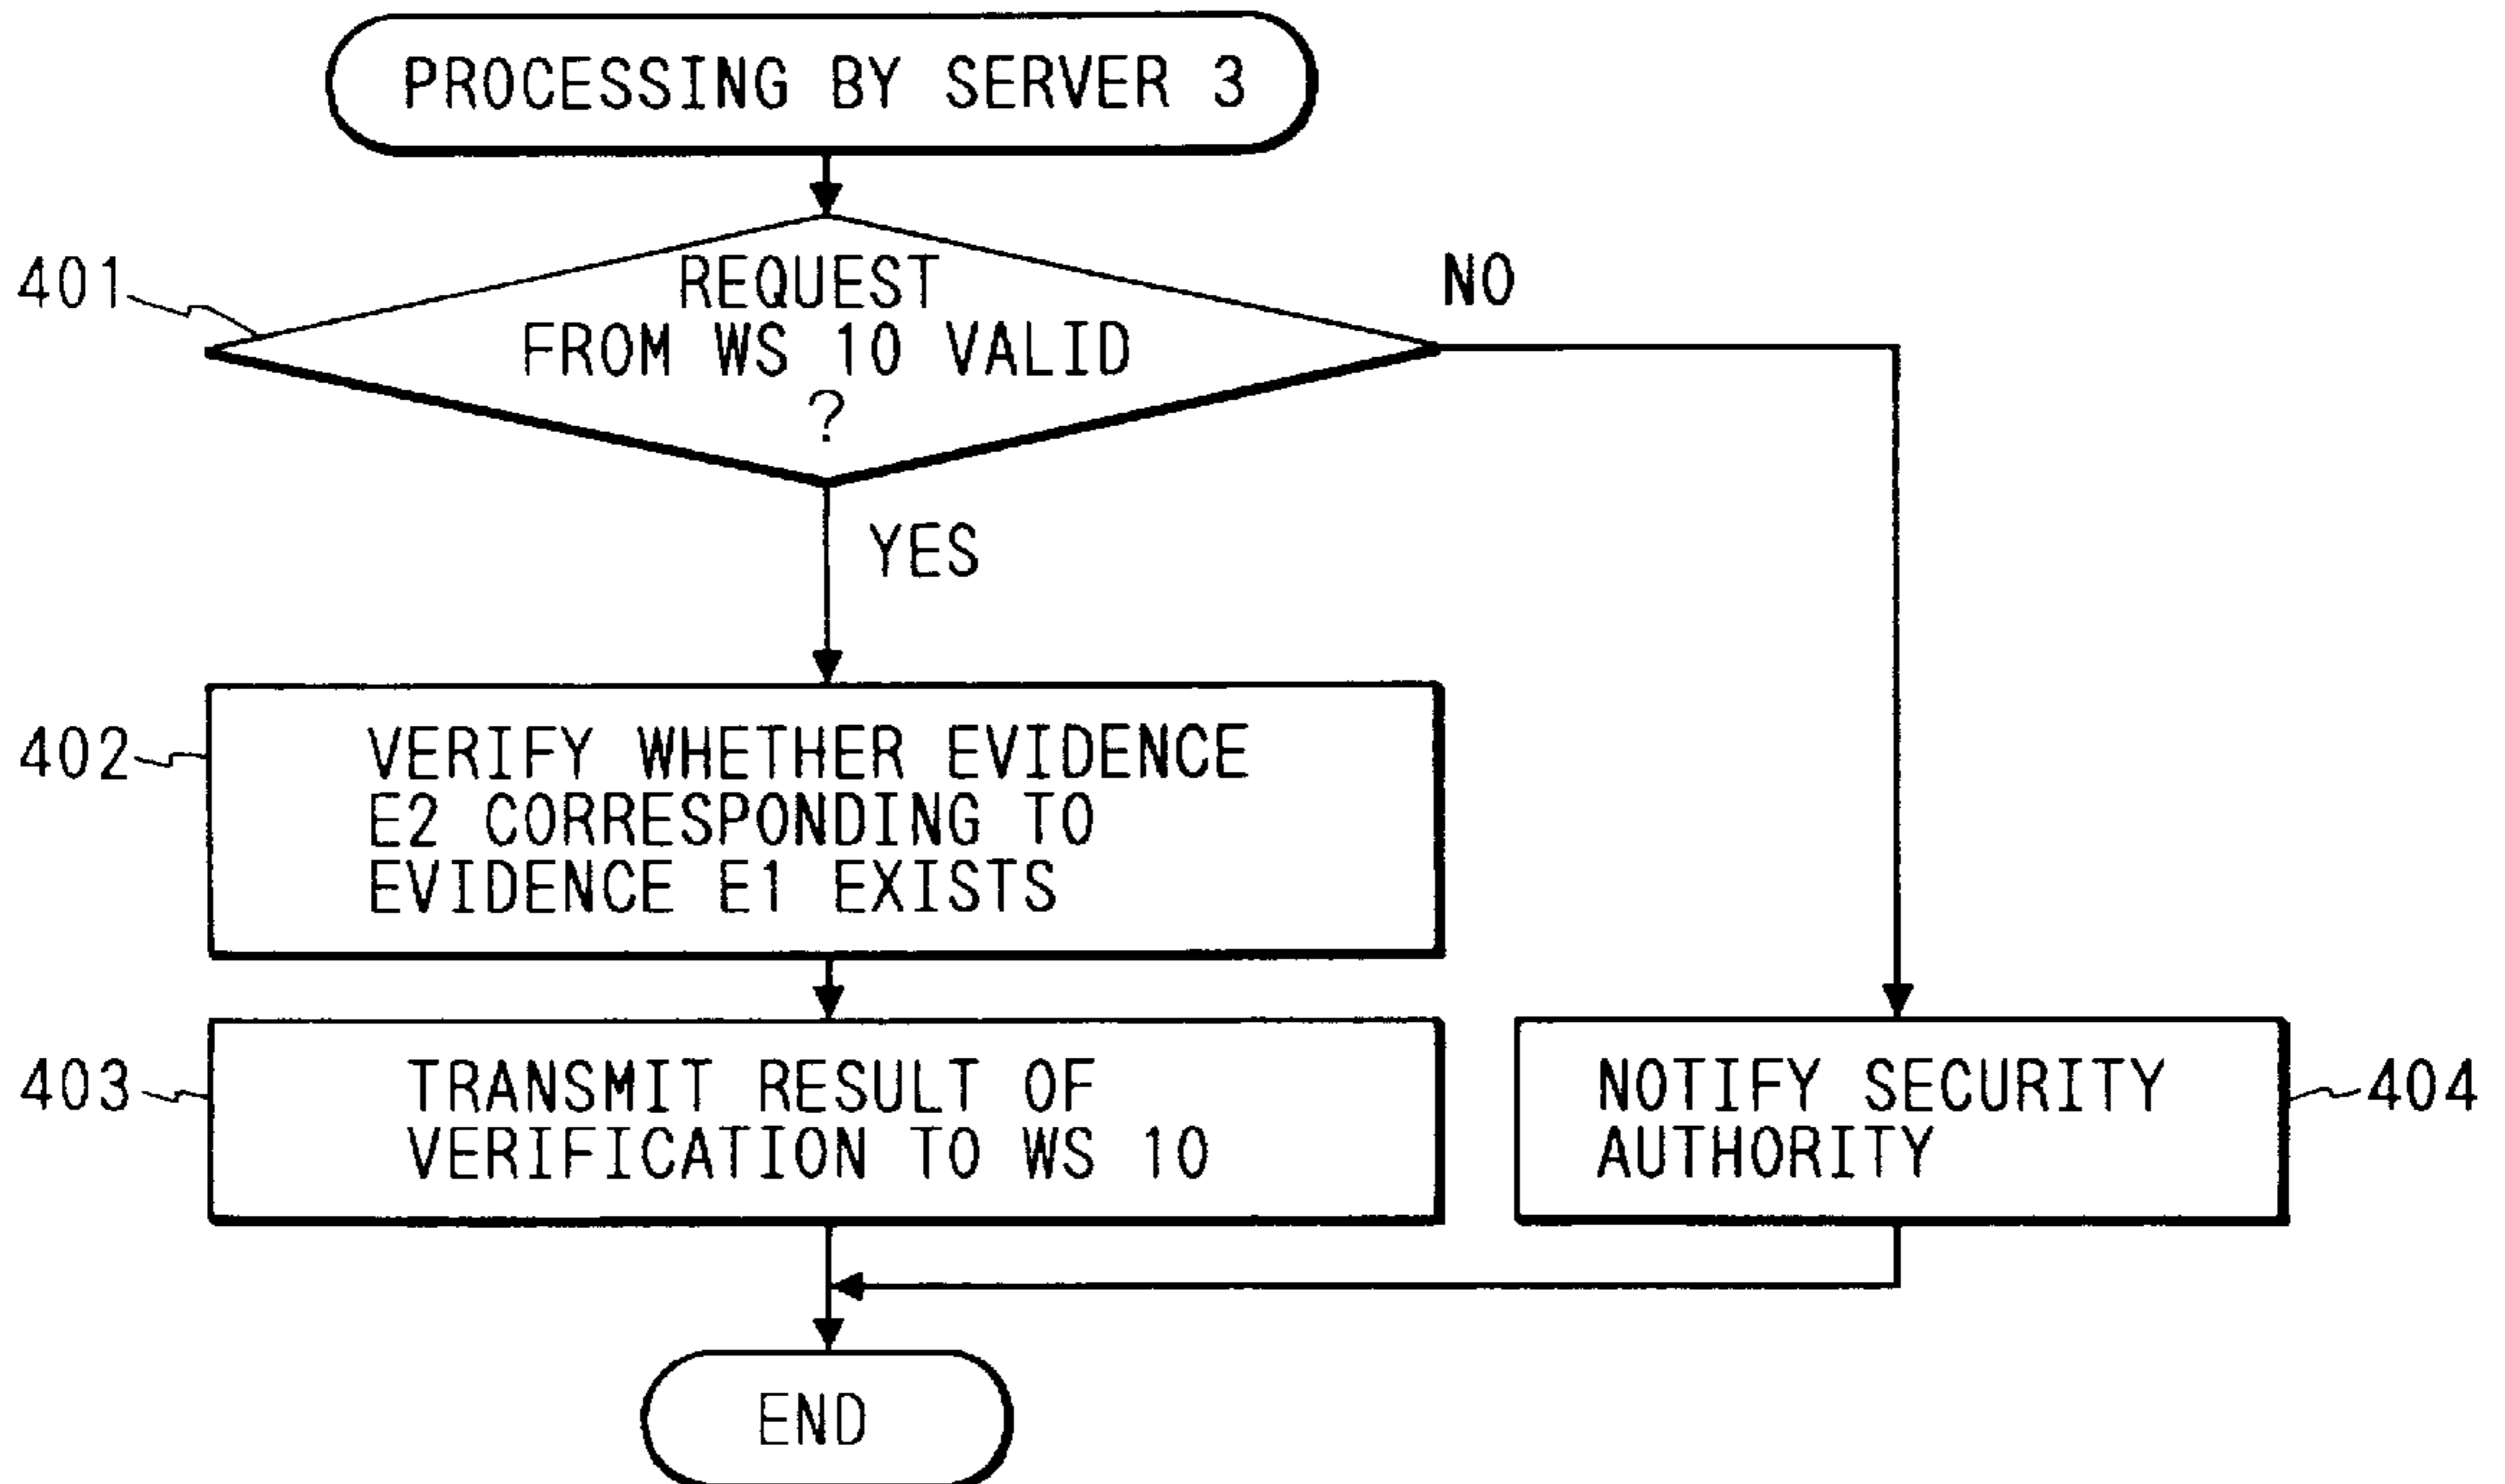 PROCESSING BY SERVER 3
401
REQUEST
FROM WS 10 VALID
?
NO
YES
402
VERIFY WHETHER EVIDENCE
E2 CORRESPONDING TO
EVIDENCE E1 EXISTS
403
TRANSMIT RESULT OF
VERIFICATION TO WS 10
NOTIFY SECURITY
AUTHORITY
404
END